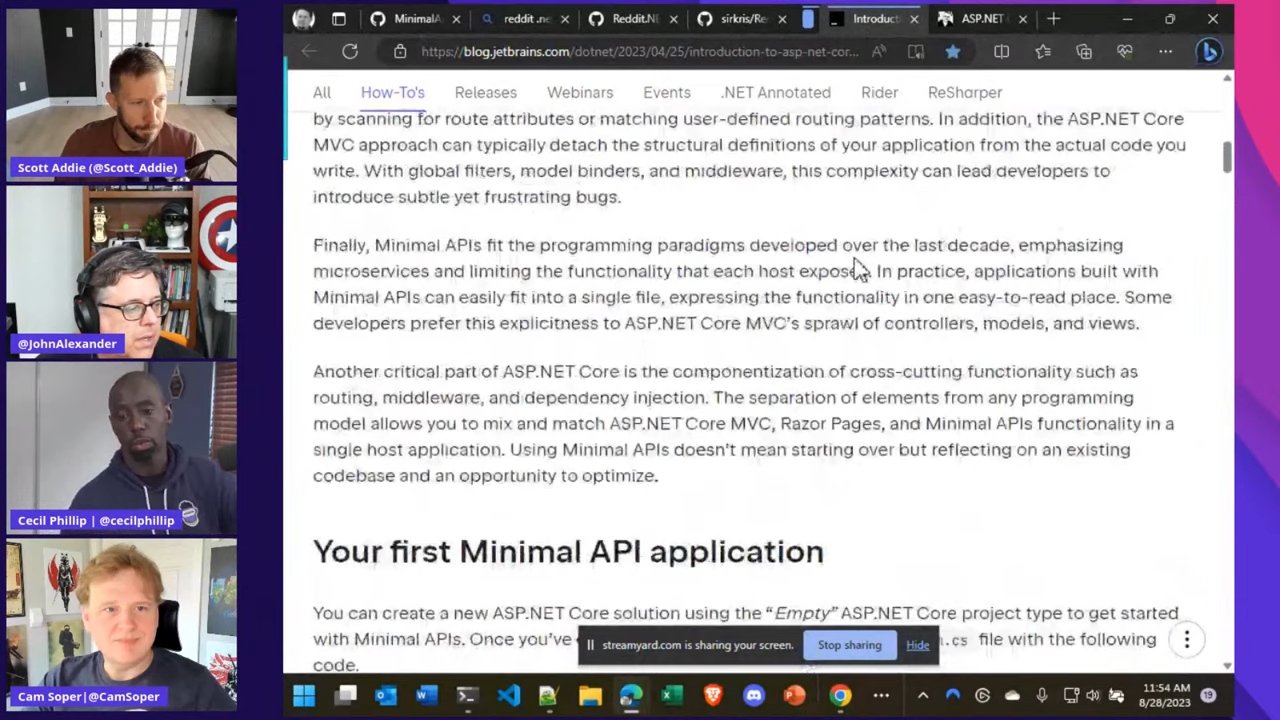 Scott Addie (@Scott_Addie)
@JohnAlexander
Cecil Phillip | @cecilphillip
Cam Soper|@CamSoper
reddit .n
Reddit.N
sirkris/Re
Introduct
ASP.NET
https://blog.jetbrains.com/dotnet/2023/04/25/introduction-to-asp-net-cor...
All
How-To's
Releases
Webinars
Events
.NET Annotated
Rider
ReSharper
by scanning for route attributes or matching user-defined routing patterns. In addition, the ASP.NET Core
MVC approach can typically detach the structural definitions of your application from the actual code you
write. With global filters, model binders, and middleware, this complexity can lead developers to
introduce subtle yet frustrating bugs.
Finally, Minimal APIs fit the programming paradigms developed over the last decade, emphasizing
microservices and limiting the functionality that each host expose. In practice, applications built with
Minimal APIs can easily fit into a single file, expressing the functionality in one easy-to-read place. Some
developers prefer this explicitness to ASP.NET Core MVC's sprawl of controllers, models, and views.
Another critical part of ASP.NET Core is the componentization of cross-cutting functionality such as
routing, middleware, and dependency injection. The separation of elements from any programming
model allows you to mix and match ASP.NET Core MVC, Razor Pages, and Minimal APIs functionality in a
single host application. Using Minimal APIs doesn't mean starting over but reflecting on an existing
codebase and an opportunity to optimize.
Your first Minimal API application
You can create a new ASP.NET Core solution using the "Empty" ASP.NET Core project type to get started
with Minimal APIs. Once you've .cs file with the following
code.
streamyard.com is sharing your screen.
Stop sharing
Hide
11:54 AM
8/28/2023
19